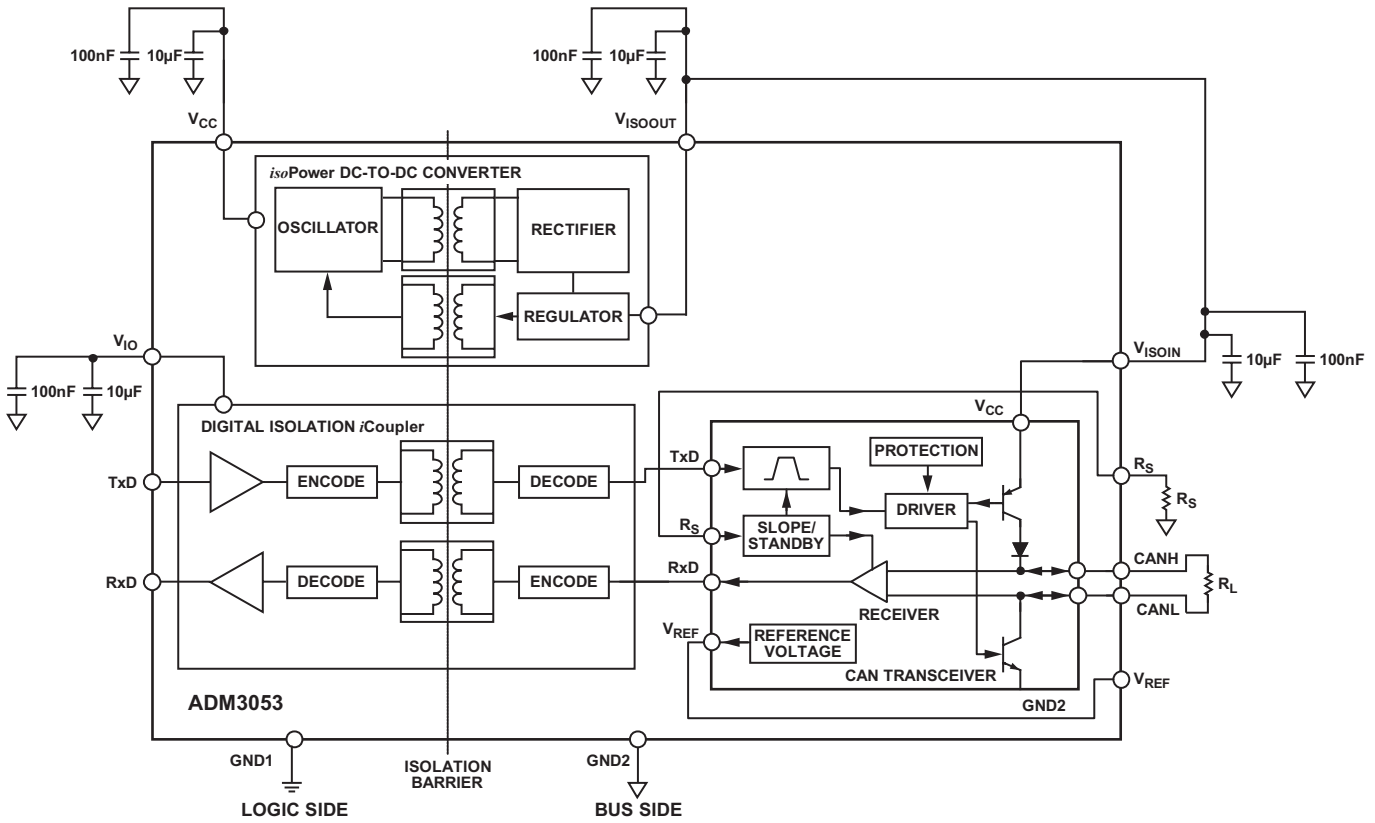 100nF 10µF
100nF 10µF
VCC
VISOOUT
isoPower DC-TO-DC CONVERTER
OSCILLATOR
RECTIFIER
REGULATOR
VIO
100nF 10µF
VISOIN
10µF 100nF
DIGITAL ISOLATION iCoupler
TxD
ENCODE
DECODE
RxD
DECODE
ENCODE
VCC
TxD
PROTECTION
DRIVER
RS
SLOPE/
STANDBY
RxD
RECEIVER
VREF
REFERENCE
VOLTAGE
CAN TRANSCEIVER
GND2
RS
RS
CANH
RL
CANL
VREF
ADM3053
GND1
ISOLATION
BARRIER
GND2
LOGIC SIDE
BUS SIDE